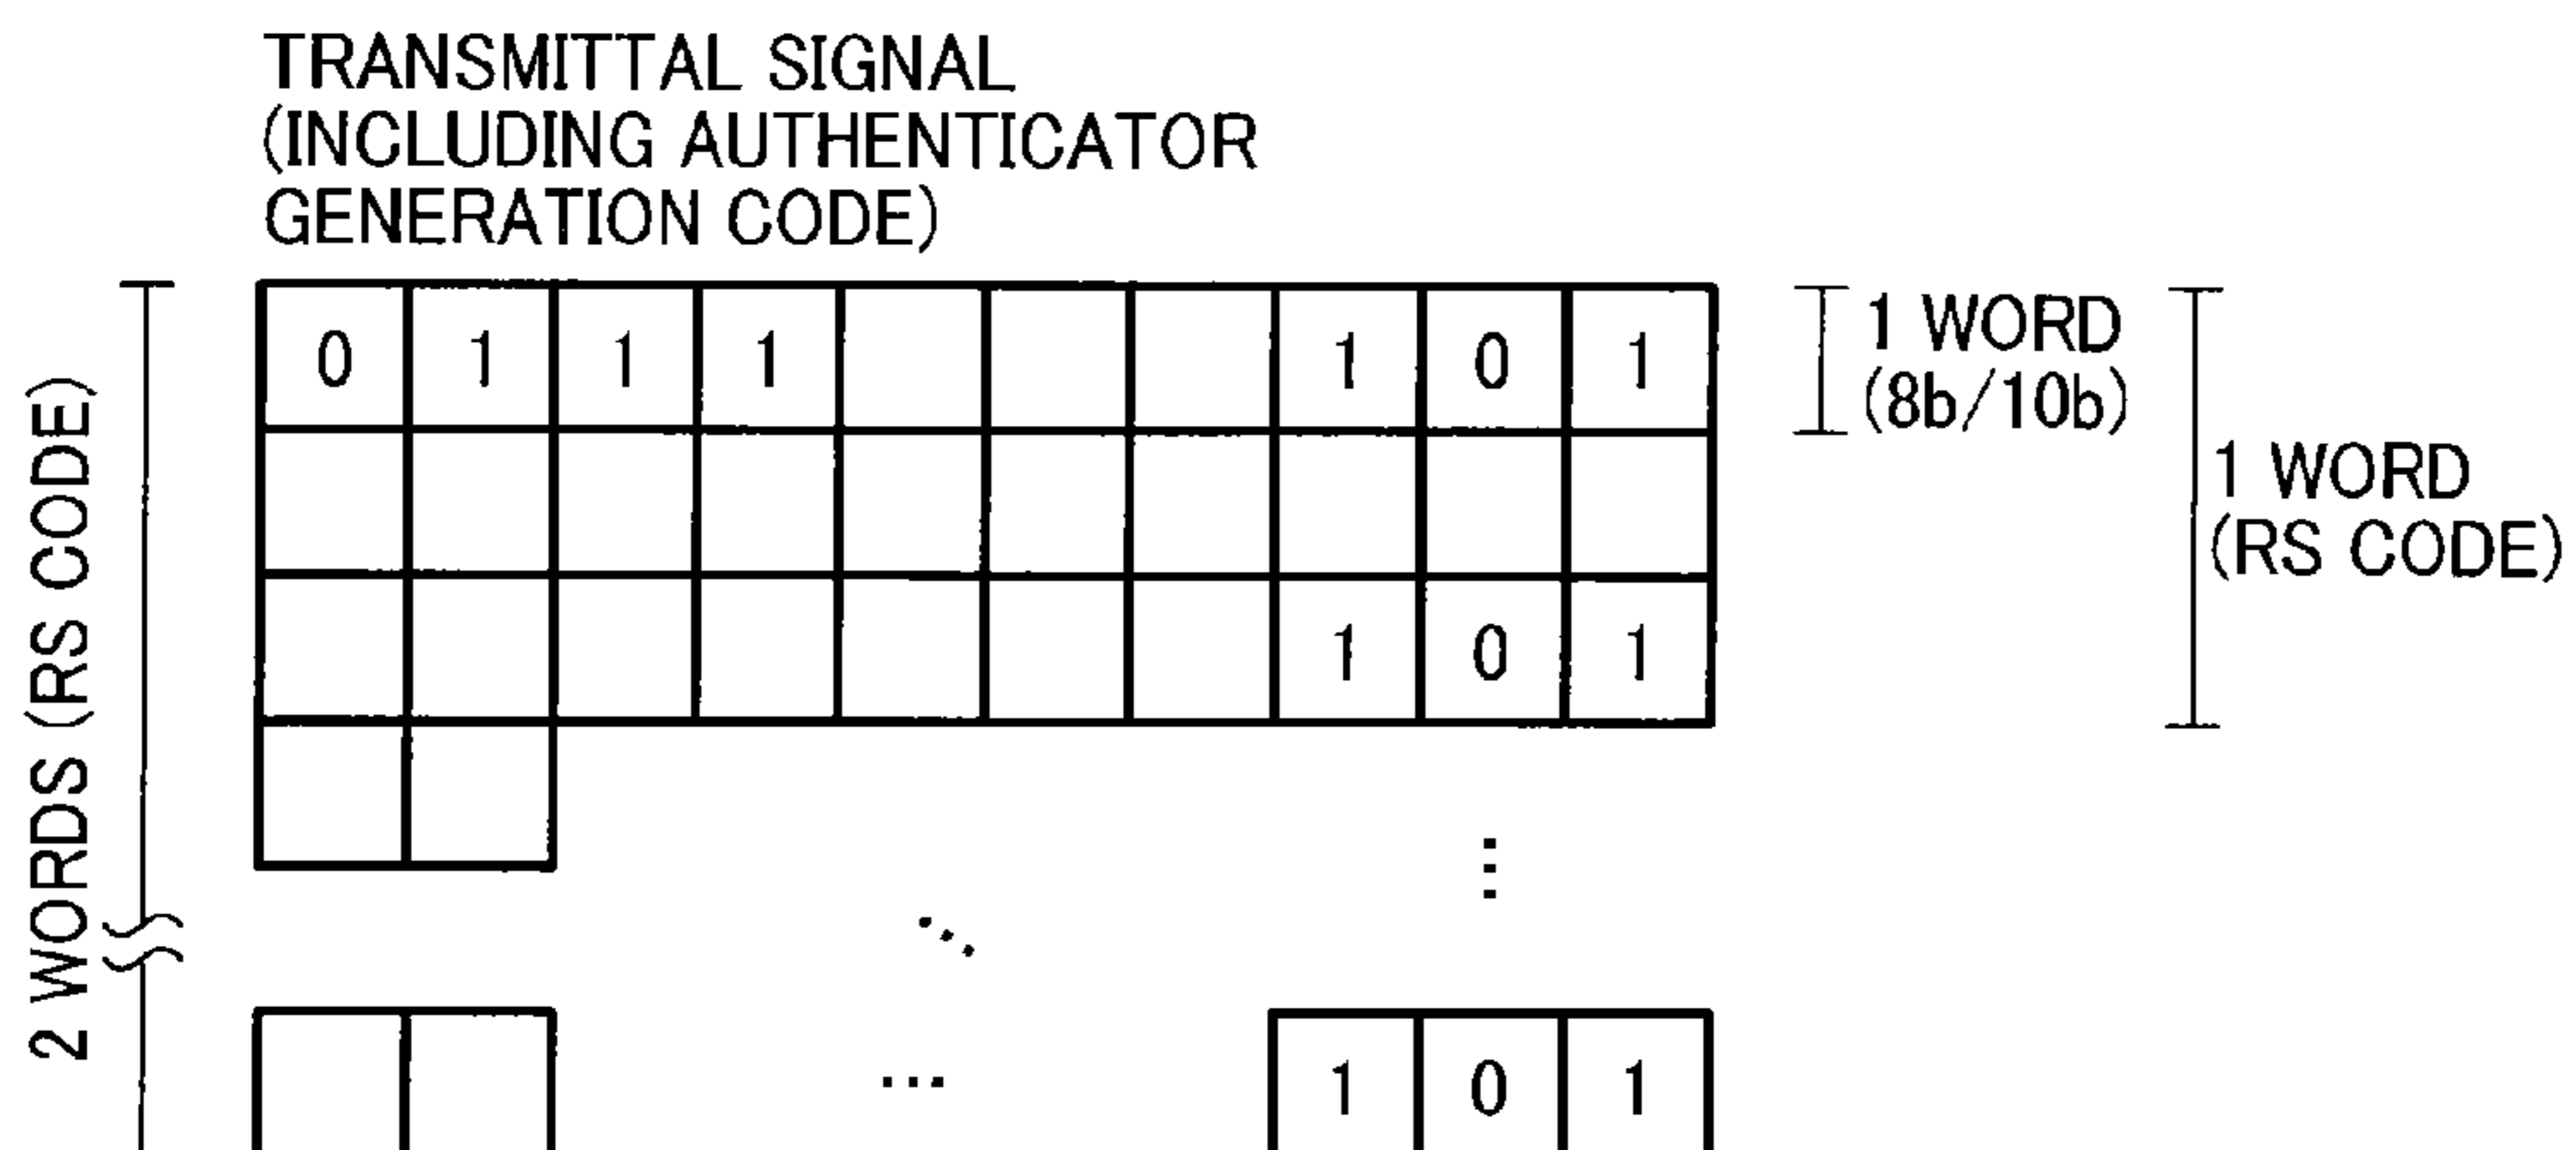 TRANSMITTAL SIGNAL
(INCLUDING AUTHENTICATOR
GENERATION CODE)
0 1 1 1 1 0 1
1 WORD
(8b/10b)
1 WORD
(RS CODE)
2 WORDS (RS CODE)
1 0 1
⋮
⋱
...
1 0 1